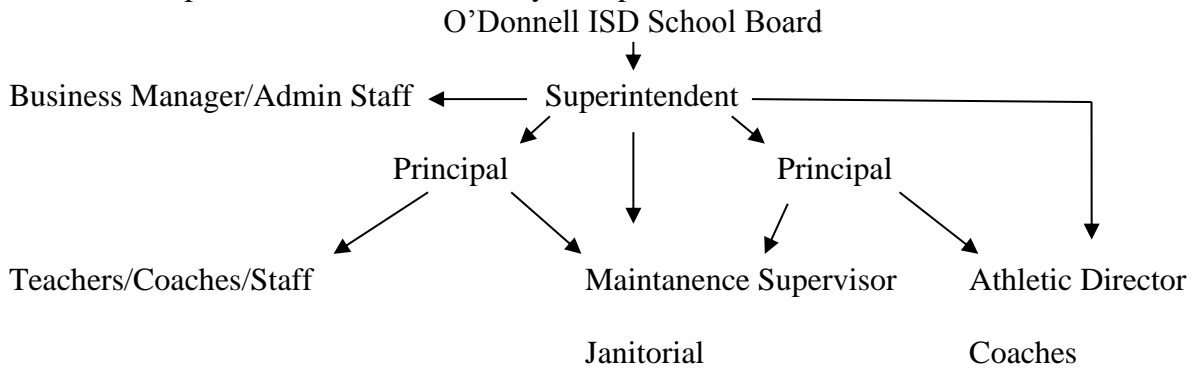 O’Donnell ISD School Board
Business Manager/Admin Staff Superintendent
Principal Principal
Teachers/Coaches/Staff Maintanence Supervisor Athletic Director
Janitorial Coaches